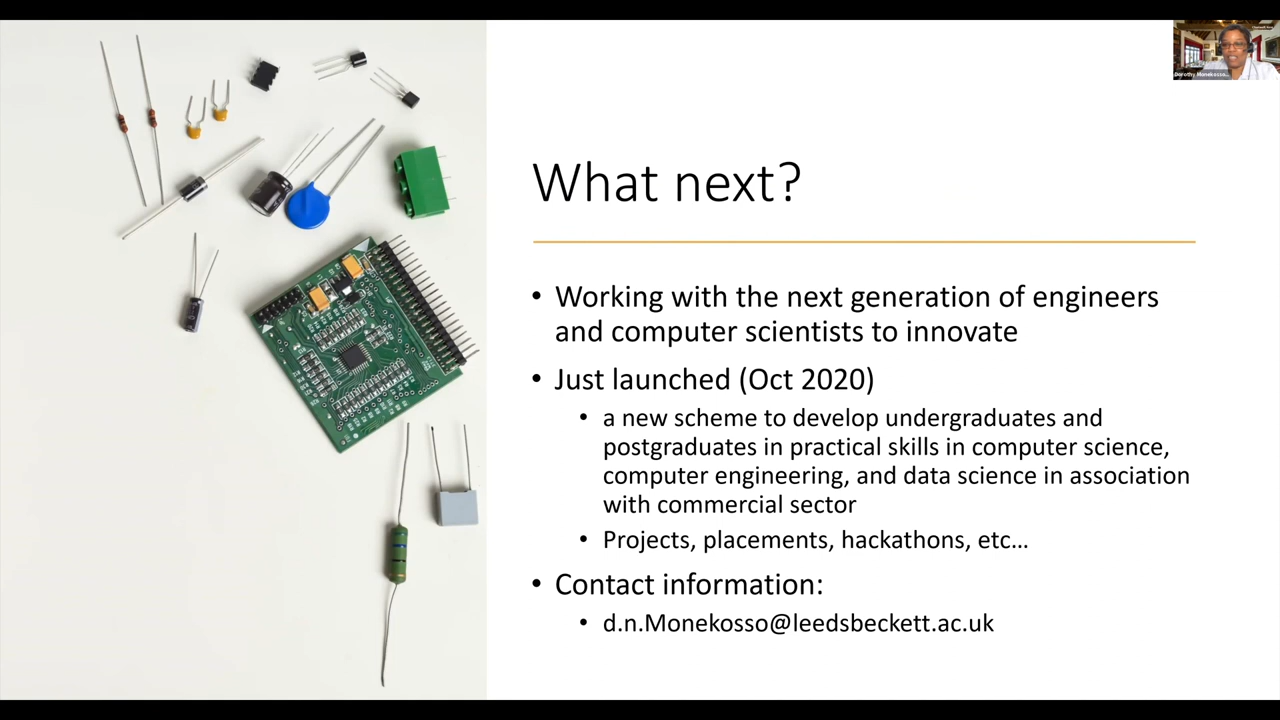 Dorothy Monekosso...
What next?
• Working with the next generation of engineers
and computer scientists to innovate
• Just launched (Oct 2020)
• a new scheme to develop undergraduates and
postgraduates in practical skills in computer science,
computer engineering, and data science in association
with commercial sector
• Projects, placements, hackathons, etc…
• Contact information:
• d.n.Monekosso@leedsbeckett.ac.uk